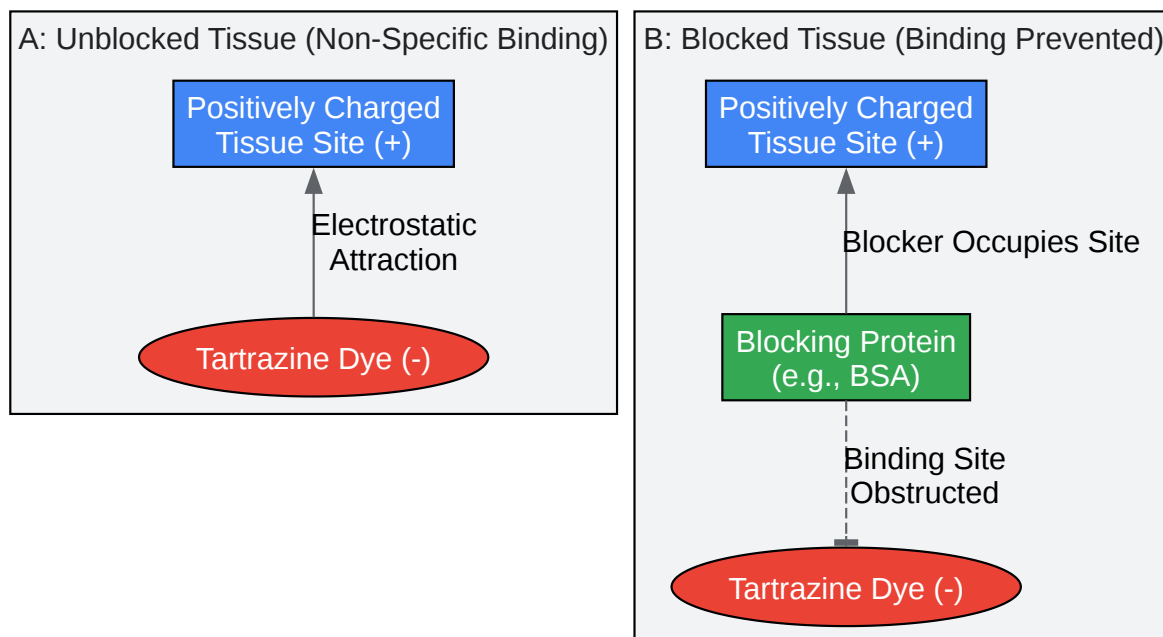 A: Unblocked Tissue (Non-Specific Binding)
Positively Charged
Tissue Site (+)
Electrostatic
Attraction
Tartrazine Dye (-)
B: Blocked Tissue (Binding Prevented)
Positively Charged
Tissue Site (+)
Blocker Occupies Site
Blocking Protein
(e.g., BSA)
Binding Site
Obstructed
Tartrazine Dye (-)